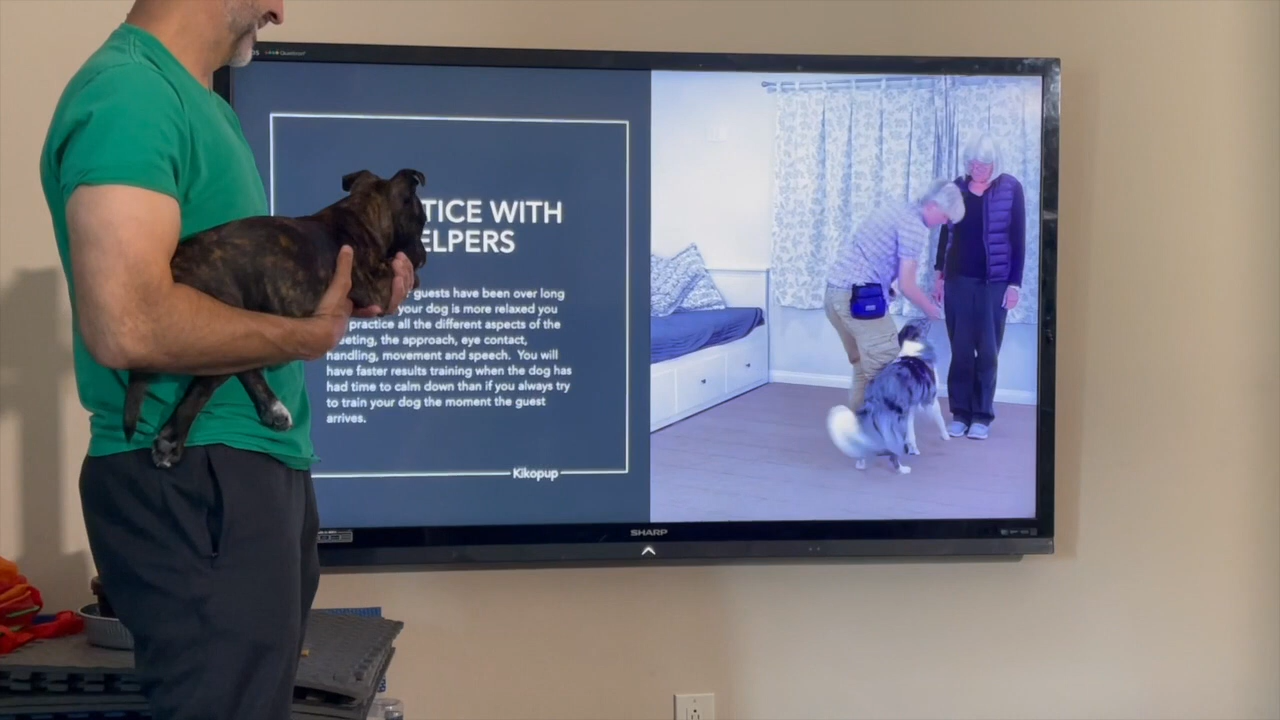 Quattron
TICE WITH
ELPERS
guests have been over long
your dog is more relaxed you
practice all the different aspects of the
eeting, the approach, eye contact,
handling, movement and speech. You will
have faster results training when the dog has
had time to calm down than if you always try
to train your dog the moment the guest
arrives.
Kikopup
SHARP